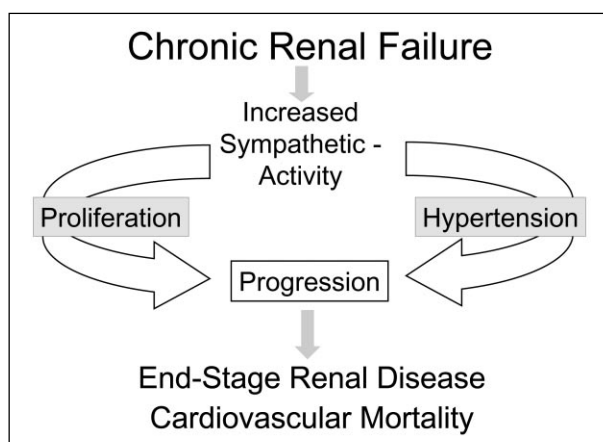 Chronic Renal Failure
Increased
Sympathetic -
Activity
Proliferation
Hypertension
Progression
End-Stage Renal Disease
Cardiovascular Mortality